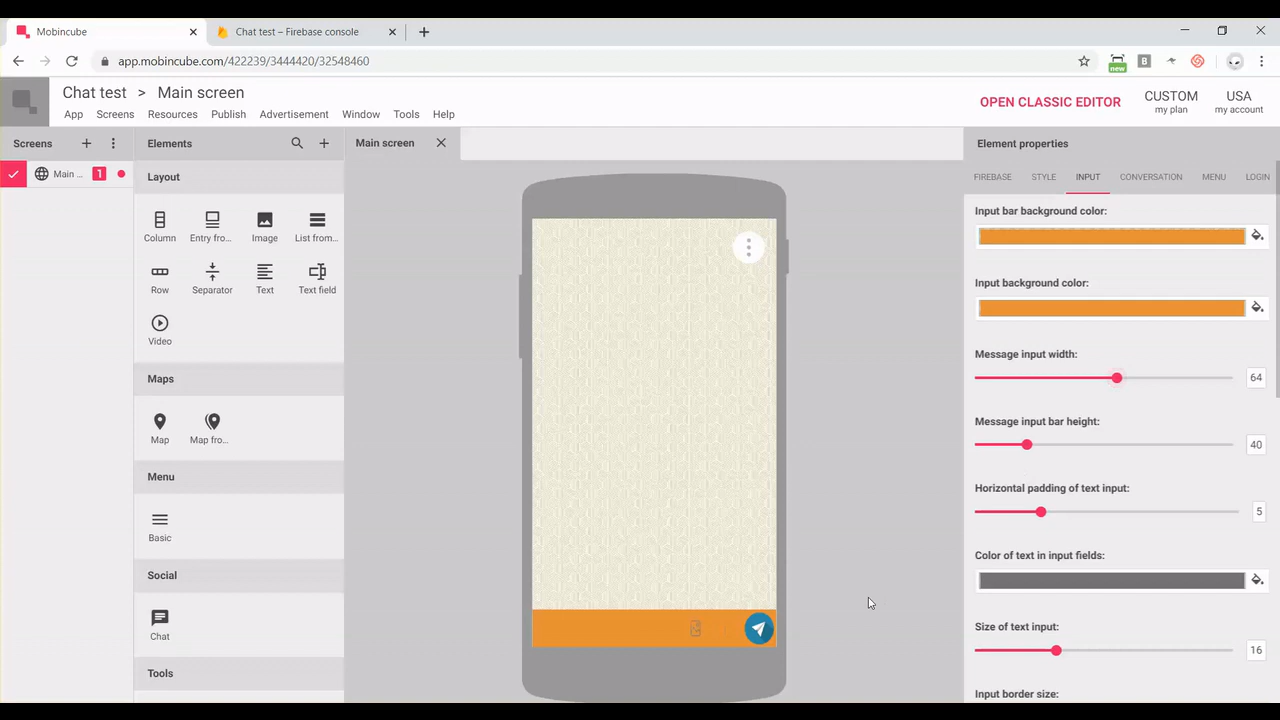 Mobincube
Chat test – Firebase console
app.mobincube.com/422239/3444420/32548460
new
B
Chat test > Main screen
App Screens Resources Publish Advertisement Window Tools Help
OPEN CLASSIC EDITOR
CUSTOM
my plan
USA
my account
Screens
Main ...
1
Elements
Layout
Column
Entry fro...
Image
List from...
Row
Separator
Text
Text field
Video
Maps
Map
Map fro...
Menu
Basic
Social
Chat
Tools
Main screen
Element properties
FIREBASE STYLE INPUT CONVERSATION MENU LOGIN
Input bar background color:
Input background color:
Message input width:
64
Message input bar height:
40
Horizontal padding of text input:
5
Color of text in input fields:
Size of text input:
16
Input border size: